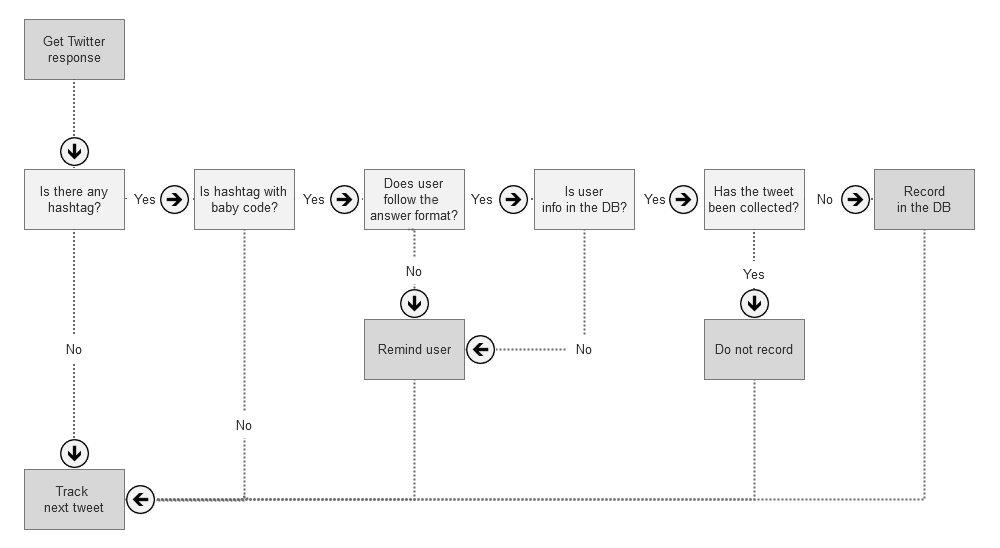 Get Twitter
response
Is there any
hashtag?
Yes
Is hashtag with
baby code?
Yes
Does user
follow the
answer format?
Yes
Is user
info in the DB?
Yes
Has the tweet
been collected?
No
Record
in the DB
No
Yes
No
Remind user
No
Do not record
No
Track
next tweet